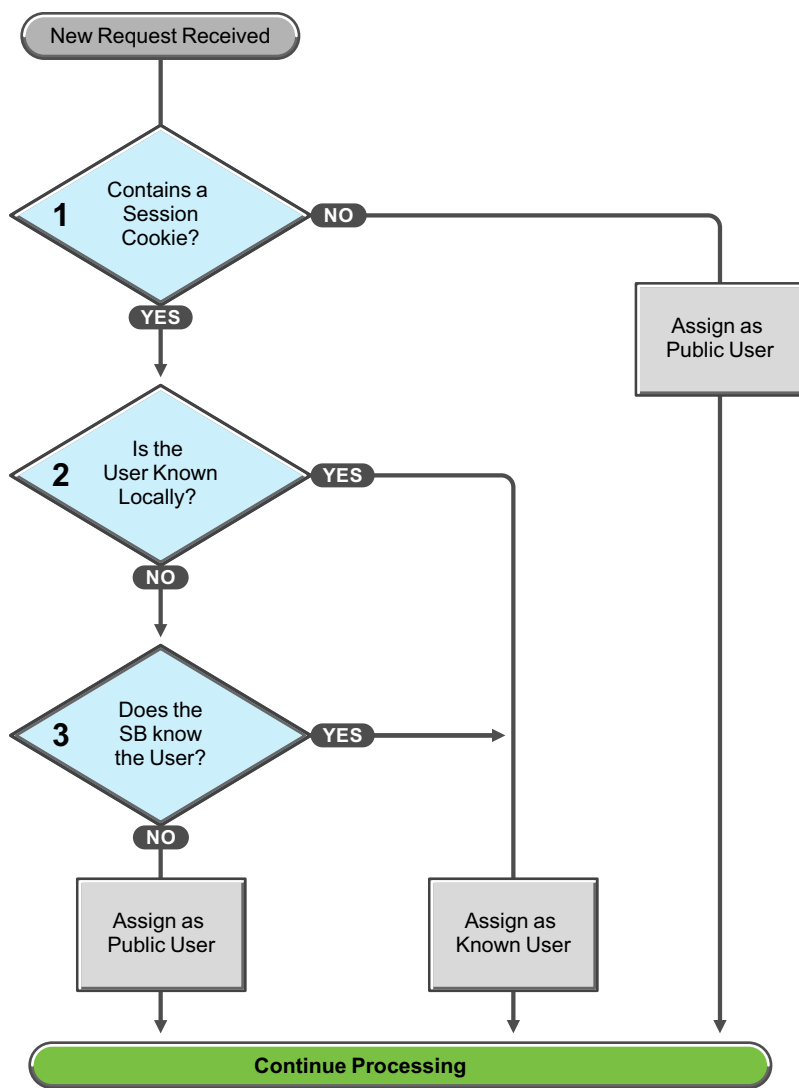 New Request Received
1
Contains a
Session
Cookie?
NO
YES
Assign as
Public User
2
Is the
User Known
Locally?
YES
NO
3
Does the
SB know
the User?
YES
NO
Assign as
Public User
Assign as
Known User
Continue Processing